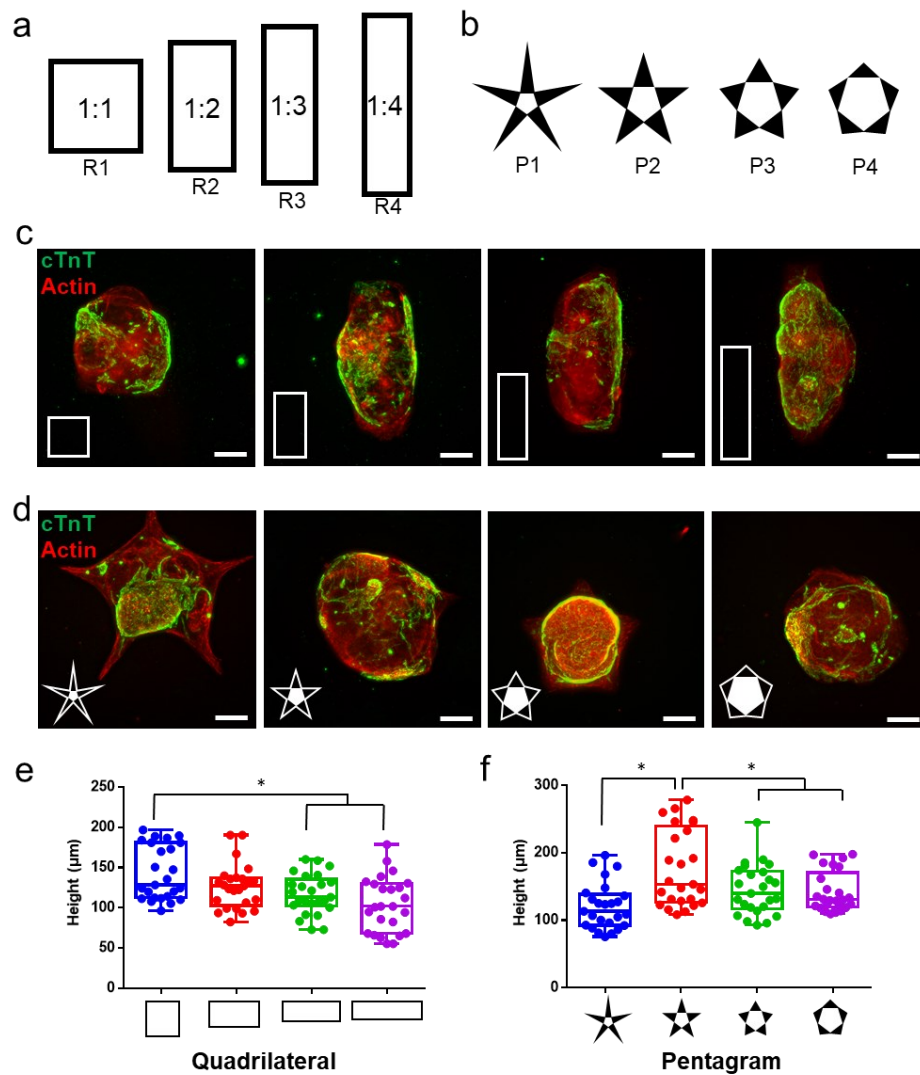 a
1:1
1:2
1:3
1:4
R1
R2
R3
R4
b
P1
P2
P3
P4
c
cTnT
Actin
d
cTnT
Actin
e
Height (μm)
250
200
150
100
50
0
*
Quadrilateral
f
Height (μm)
300
200
100
0
*
*
Pentagram